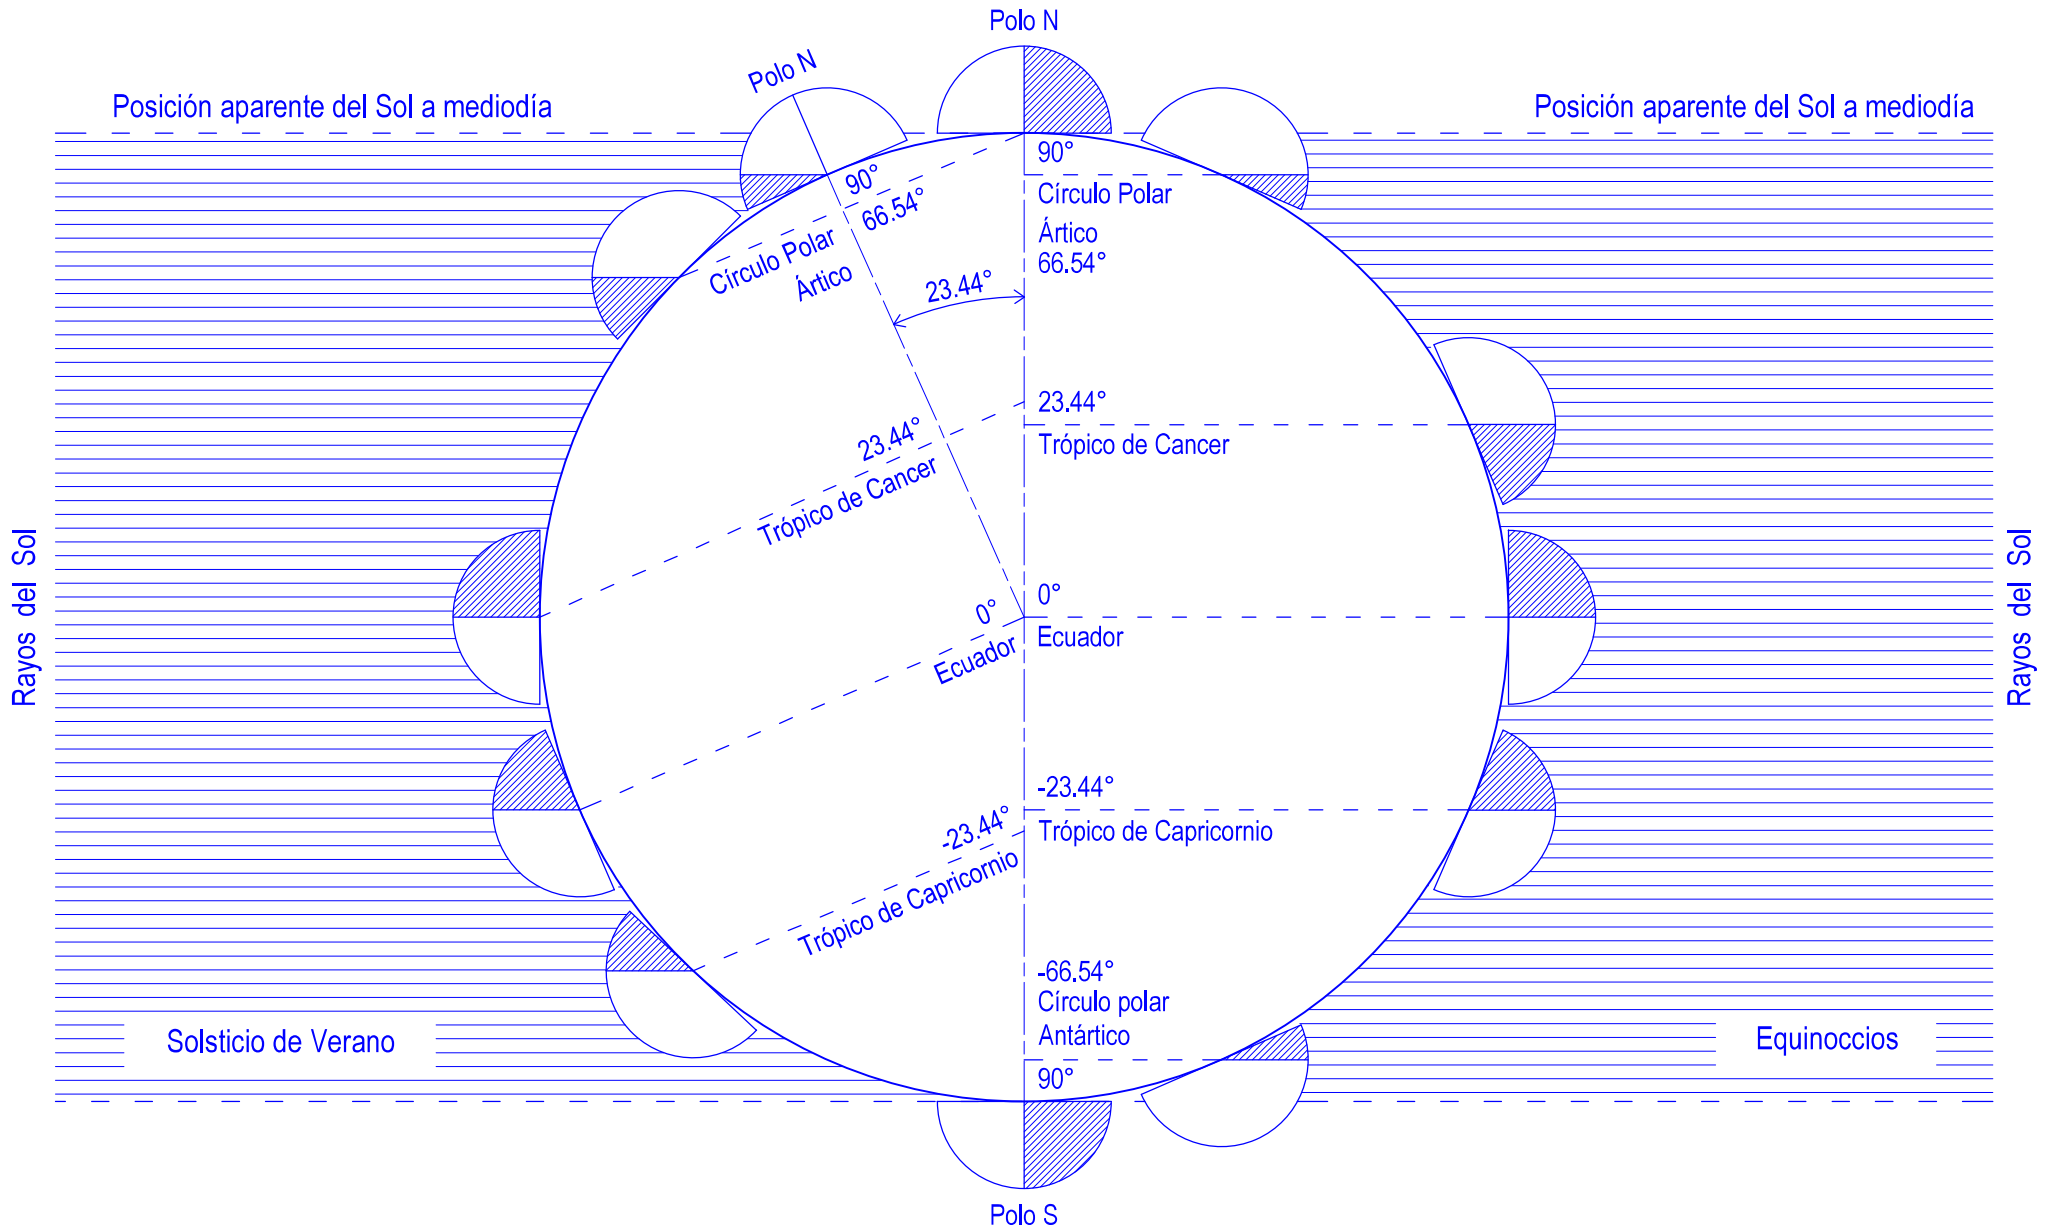 Polo N
Polo N
Posición aparente del Sol a mediodía
Posición aparente del Sol a mediodía
90°
Círculo Polar
Ártico
66.54°
90°
66.54°
Círculo Polar
Ártico
23.44°
23.44°
Trópico de Cancer
23.44°
Trópico de Cancer
Rayos del Sol
Rayos del Sol
0°
Ecuador
0°
Ecuador
-23.44°
Trópico de Capricornio
-23.44°
Trópico de Capricornio
-66.54°
Círculo polar
Antártico
90°
Solsticio de Verano
Equinoccios
Polo S